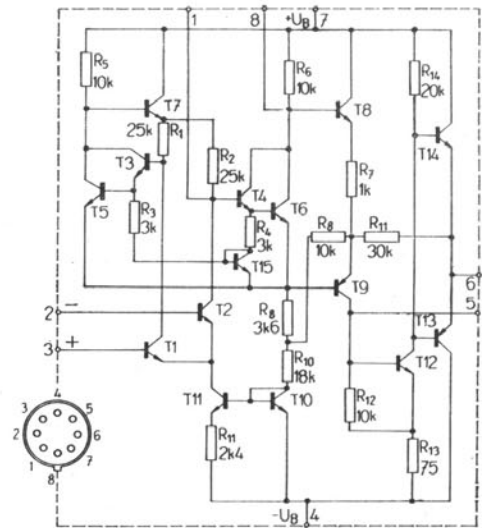 1
8
+U_B
7
R5
10k
R6
10k
R14
20k
T7
25k
R1
T8
T14
R2
25k
T3
R7
1k
T4
T6
T5
R3
3k
R4
3k
R8
10k
R11
30k
T15
6
T9
5
2 −
T2
R8
3k6
T13
3 +
T1
R10
18k
T12
T11
T10
R12
10k
R11
2k4
R13
75
-U_B
4
4
3
5
2
6
1
7
8